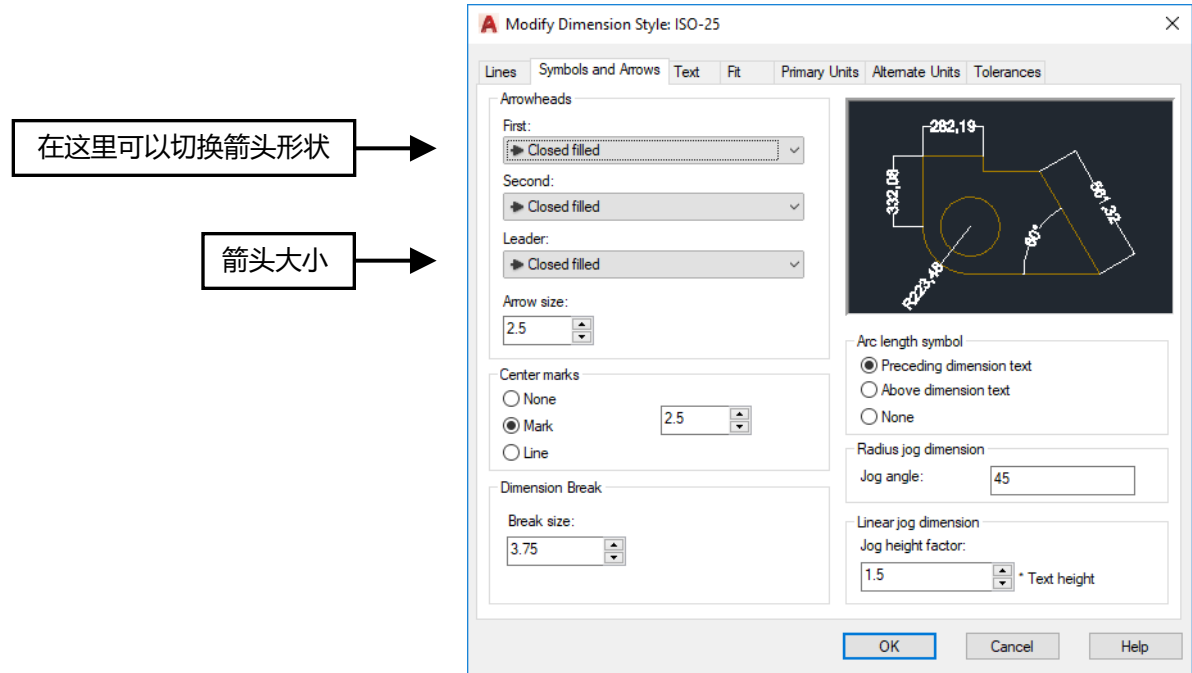 Modify Dimension Style: ISO-25
Lines Symbols and Arrows Text Fit Primary Units Alternate Units Tolerances
在这里可以切换箭头形状
箭头大小
Arrowheads
First:
Closed filled
Second:
Closed filled
Leader:
Closed filled
Arrow size:
2.5
Center marks
None
Mark
2.5
Line
Dimension Break
Break size:
3.75
282,19
332,08
561,32
60°
R223,48
Arc length symbol
Preceding dimension text
Above dimension text
None
Radius jog dimension
Jog angle:
45
Linear jog dimension
Jog height factor:
1.5
* Text height
OK Cancel Help